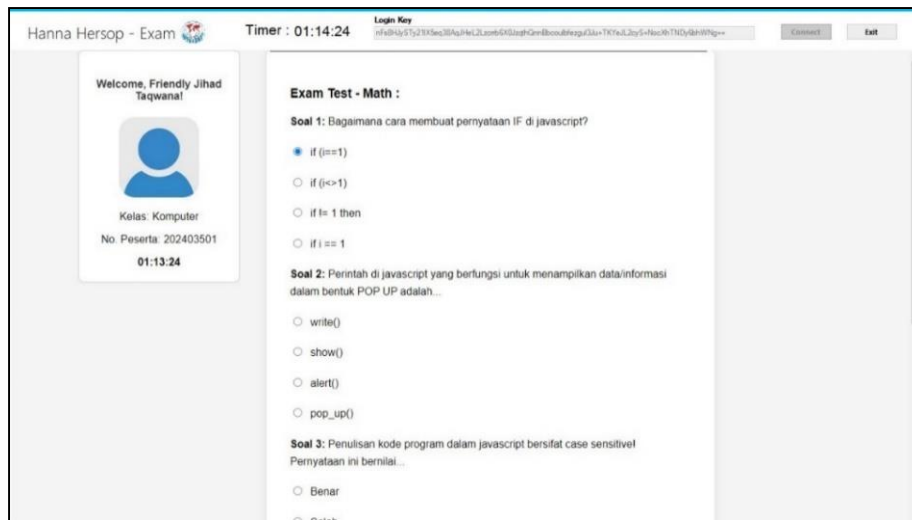 Hanna Hersop - Exam
Timer : 01:14:24
Login Key
Connect
Exit
Welcome, Friendly Jihad
Taqwana!
Kelas: Komputer
No. Peserta: 202403501
01:13:24
Exam Test - Math :
Soal 1: Bagaimana cara membuat pernyataan IF di javascript?
if (i==1)
if (i<>1)
if != 1 then
if i == 1
Soal 2: Perintah di javascript yang berfungsi untuk menampilkan data/informasi
dalam bentuk POP UP adalah...
write()
show()
alert()
pop_up()
Soal 3: Penulisan kode program dalam javascript bersifat case sensitive!
Pernyataan ini bernilai...
Benar